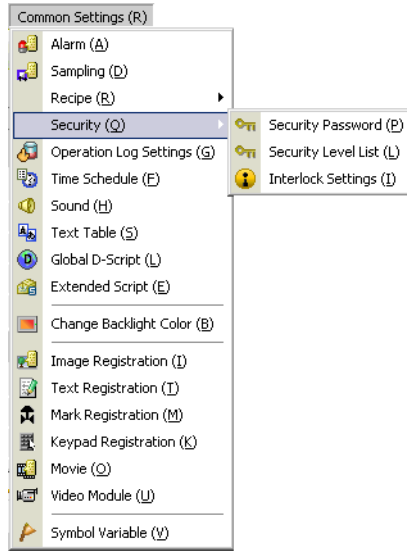 Common Settings (R)
Alarm (A)
Sampling (D)
Recipe (R)
Security (Q)
Security Password (P)
Security Level List (L)
Interlock Settings (I)
Operation Log Settings (G)
Time Schedule (F)
Sound (H)
Text Table (S)
Global D-Script (L)
Extended Script (E)
Change Backlight Color (B)
Image Registration (I)
Text Registration (T)
Mark Registration (M)
Keypad Registration (K)
Movie (O)
Video Module (U)
Symbol Variable (V)